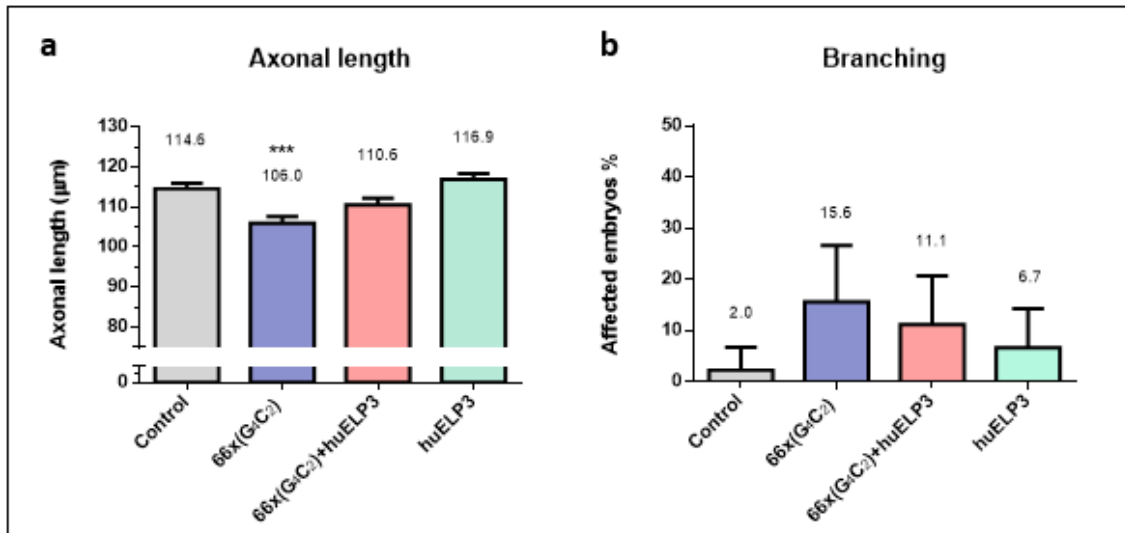 a
Axonal length
Axonal length (µm)
130
120
110
100
90
80
0
114.6
***
106.0
110.6
116.9
Control
66x(G₄C₂)
66x(G₄C₂)+huELP3
huELP3
b
Branching
Affected embryos %
50
40
30
20
10
0
2.0
15.6
11.1
6.7
Control
66x(G₄C₂)
66x(G₄C₂)+huELP3
huELP3